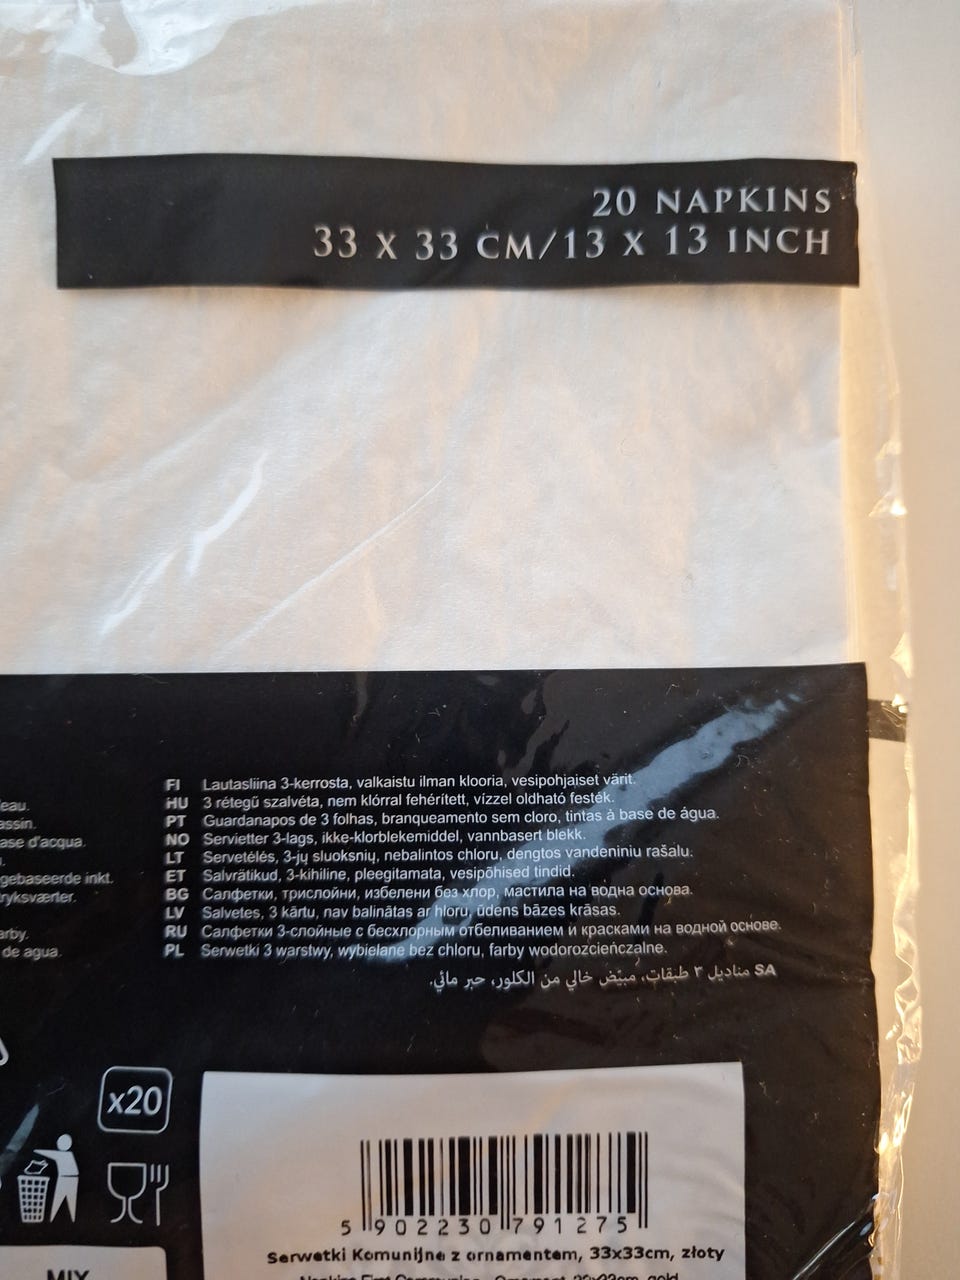 20 NAPKINS
33 X 33 CM/13 X 13 INCH
eau.
assin.
ase d'acqua.
gebaseerde inkt.
ryksværter.
arby.
de agua.
FI Lautasliina 3-kerrosta, valkaistu ilman klooria, vesipohjaiset värit.
HU 3 rétegű szalvéta, nem klórral fehérített, vízzel oldható festék.
PT Guardanapos de 3 folhas, branqueamento sem cloro, tintas à base de água.
NO Servietter 3-lags, ikke-klorblekemiddel, vannbasert blekk.
LT Servetėlės, 3-jų sluoksnių, nebalintos chloru, dengtos vandeniniu rašalu.
ET Salvrätikud, 3-kihiline, pleegitamata, vesipõhised tindid.
BG Салфетки, трислойни, избелени без хлор, мастила на водна основа.
LV Salvetes, 3 kārtu, nav balinātas ar hloru, ūdens bāzes krāsas.
RU Салфетки 3-слойные с бесхлорным отбеливанием и красками на водной основе.
PL Serwetki 3 warstwy, wybielane bez chloru, farby wodorozcieńczalne.
SA مناديل ٣ طبقات، مبيّض خالي من الكلور، حبر مائي.
x20
5 902230 791275
Serwetki Komunijne z ornamentem, 33x33cm, złoty
MIX